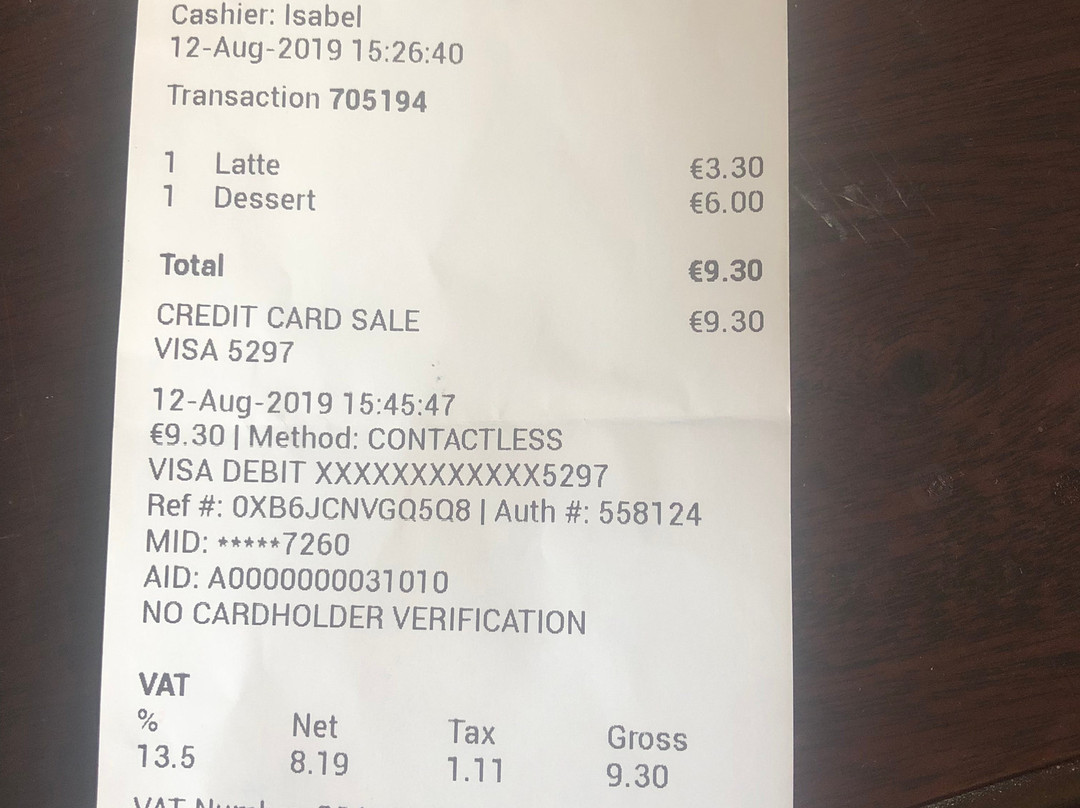 Cashier: Isabel
12-Aug-2019 15:26:40
Transaction 705194
1 Latte €3.30
1 Dessert €6.00
Total €9.30
CREDIT CARD SALE €9.30
VISA 5297
12-Aug-2019 15:45:47
€9.30 | Method: CONTACTLESS
VISA DEBIT XXXXXXXXXXXX5297
Ref #: 0XB6JCNVGQ5Q8 | Auth #: 558124
MID: *****7260
AID: A0000000031010
NO CARDHOLDER VERIFICATION
VAT
% Net Tax Gross
13.5 8.19 1.11 9.30
VAT